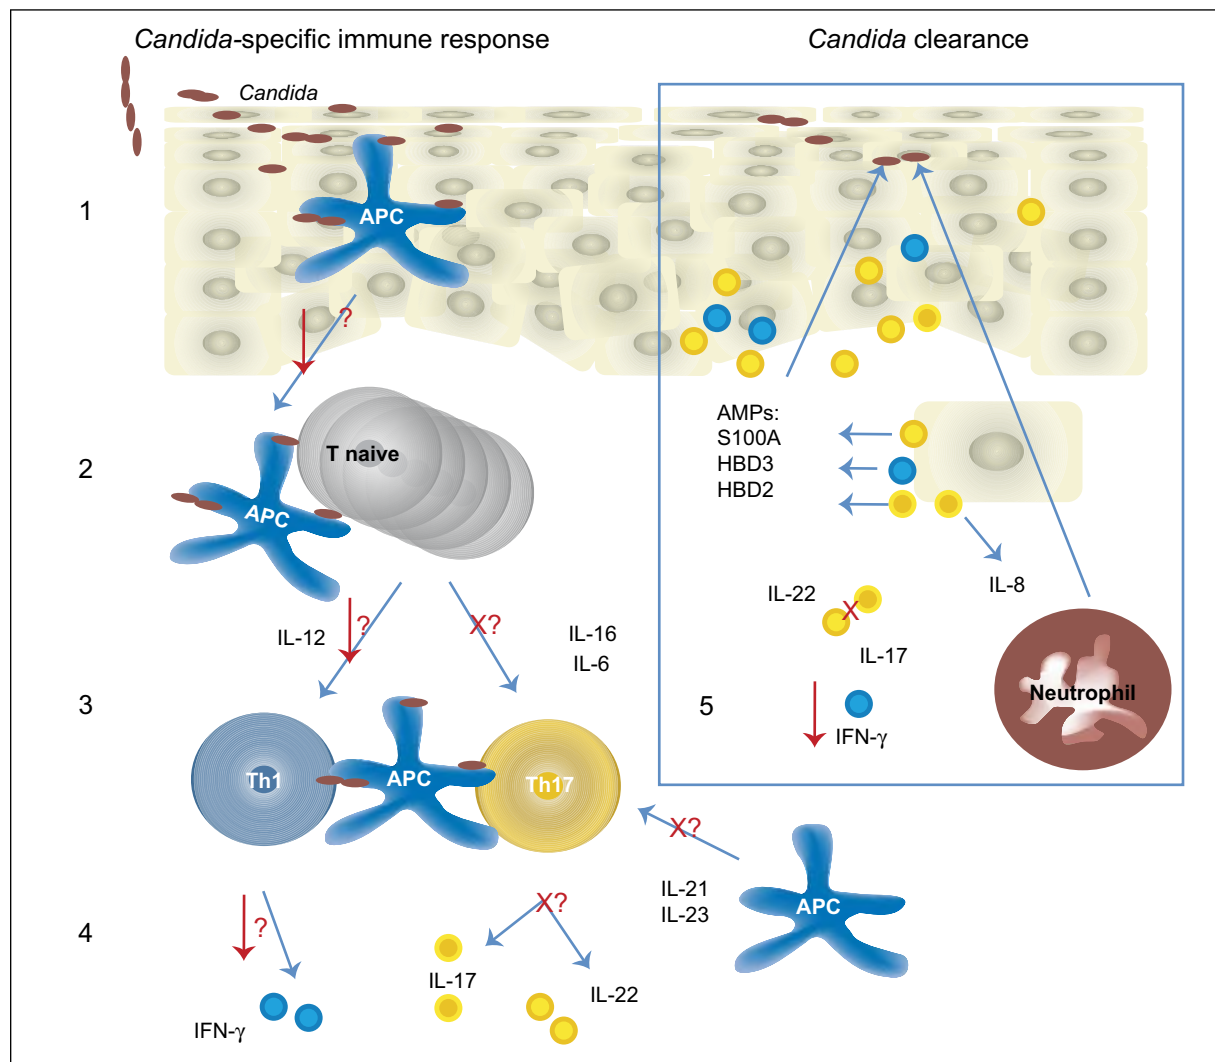 Candida-specific immune response
Candida clearance
Candida
1
APC
?
2
T naive
APC
AMPs:
S100A
HBD3
HBD2
IL-8
IL-12
?
X?
IL-16
IL-6
IL-22
X
IL-17
5
IFN-γ
Neutrophil
3
Th1
APC
Th17
X?
IL-21
IL-23
APC
4
?
X?
IL-17
IL-22
IFN-γ